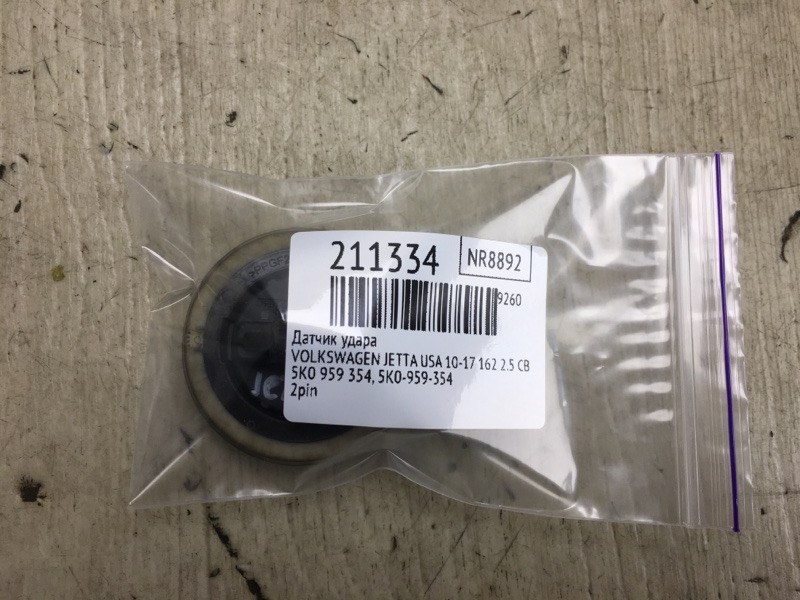 211334
NR8892
9260
Датчик удара
VOLKSWAGEN JETTA USA 10-17 162 2.5 CB
5K0 959 354, 5K0-959-354
2pin